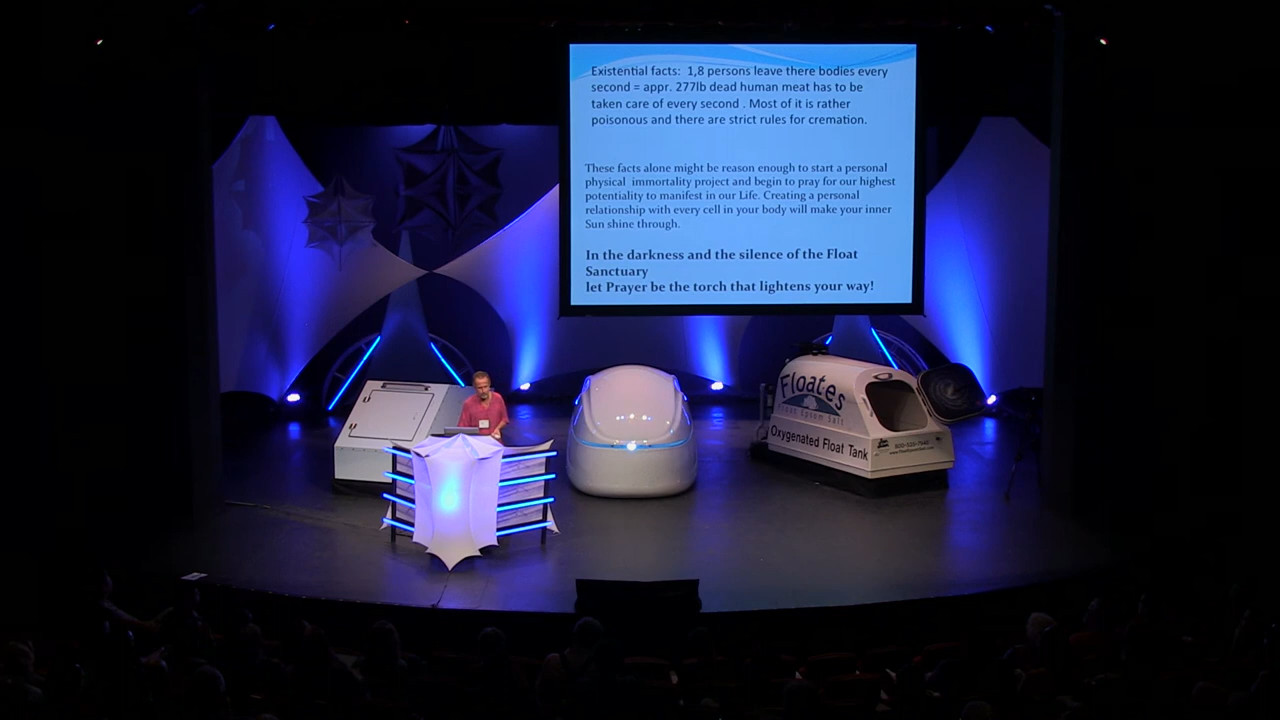 Existential facts: 1,8 persons leave there bodies every
second = appr. 277lb dead human meat has to be
taken care of every second . Most of it is rather
poisonous and there are strict rules for cremation.
These facts alone might be reason enough to start a personal
physical immortality project and begin to pray for our highest
potentiality to manifest in our Life. Creating a personal
relationship with every cell in your body will make your inner
Sun shine through.
In the darkness and the silence of the Float
Sanctuary
let Prayer be the torch that lightens your way!
Floates
Float Epsom Salt
Oxygenated Float Tank